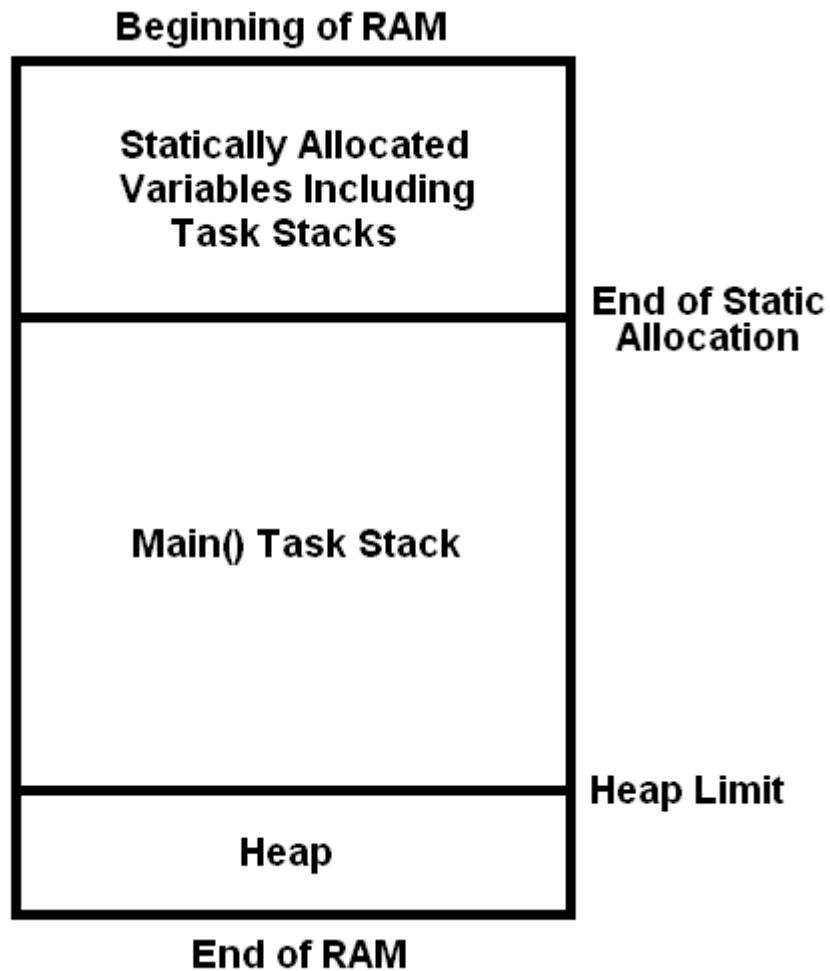 Beginning of RAM
Statically Allocated
Variables Including
Task Stacks
End of Static
Allocation
Main() Task Stack
Heap Limit
Heap
End of RAM